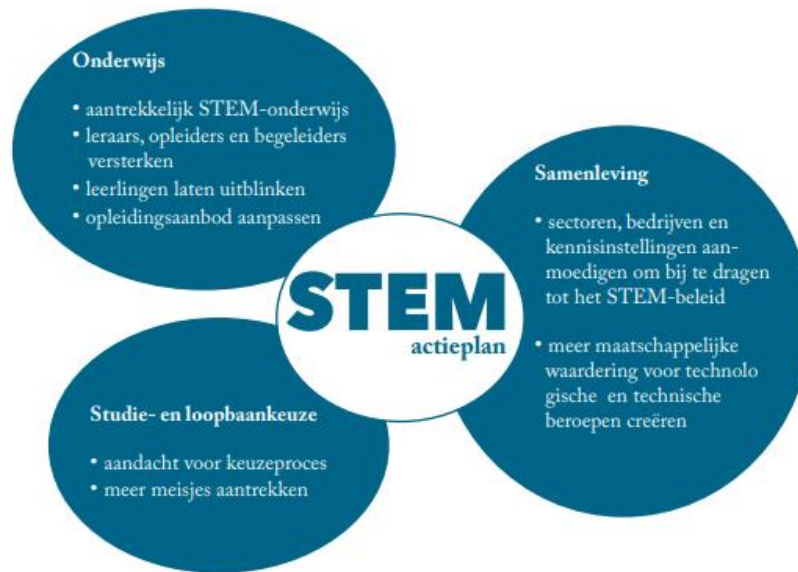 Onderwijs
• aantrekkelijk STEM-onderwijs
• leraars, opleiders en begeleiders
versterken
• leerlingen laten uitblinken
• opleidingsaanbod aanpassen
STEM
actieplan
Samenleving
• sectoren, bedrijven en
kennisinstellingen aan-
moedigen om bij te dragen
tot het STEM-beleid
• meer maatschappelijke
waardering voor technolo
gische en technische
beroepen creëren
Studie- en loopbaankeuze
• aandacht voor keuzeproces
• meer meisjes aantrekken